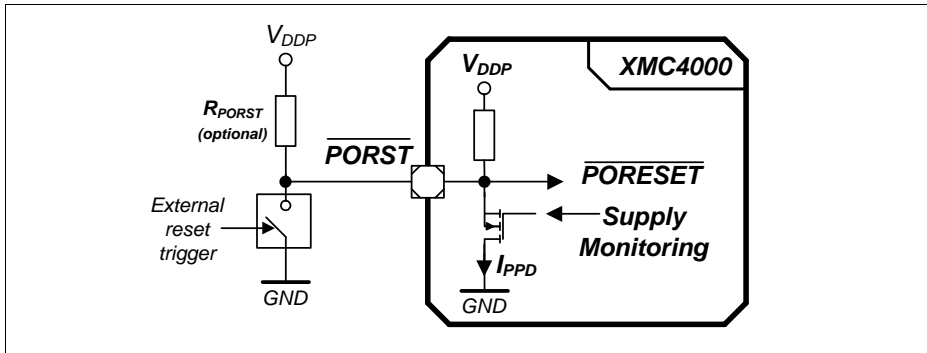 V_DDP
R_PORST
(optional)
PORST
External
reset
trigger
GND
XMC4000
V_DDP
PORESET
Supply
Monitoring
I_PPD
GND